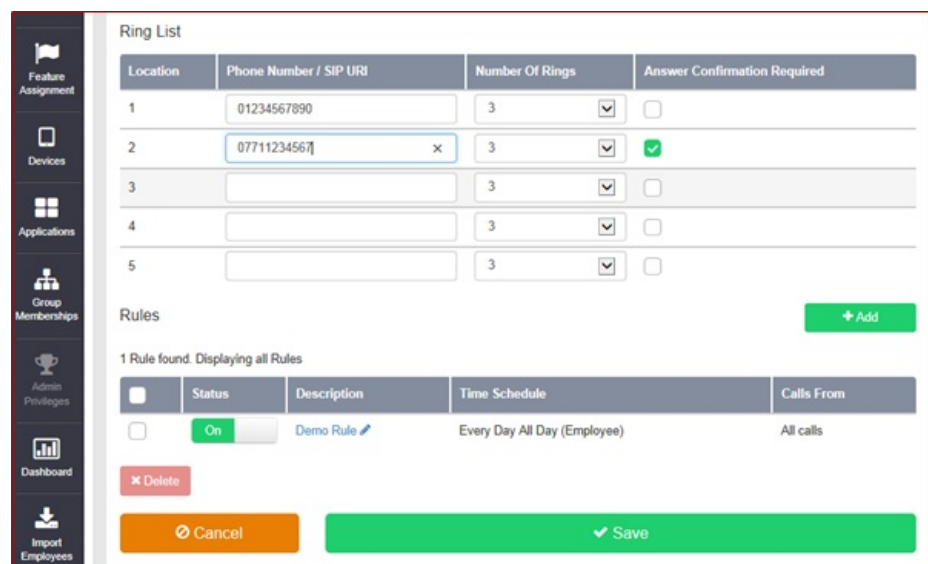 Feature
Assignment
Devices
Applications
Group
Memberships
Admin
Privileges
Dashboard
Import
Employees
Ring List
Location Phone Number / SIP URI Number Of Rings Answer Confirmation Required
1 01234567890 3
2 07711234567 × 3
3 3
4 3
5 3
Rules
+ Add
1 Rule found. Displaying all Rules
Status Description Time Schedule Calls From
On Demo Rule Every Day All Day (Employee) All calls
× Delete
Cancel Save